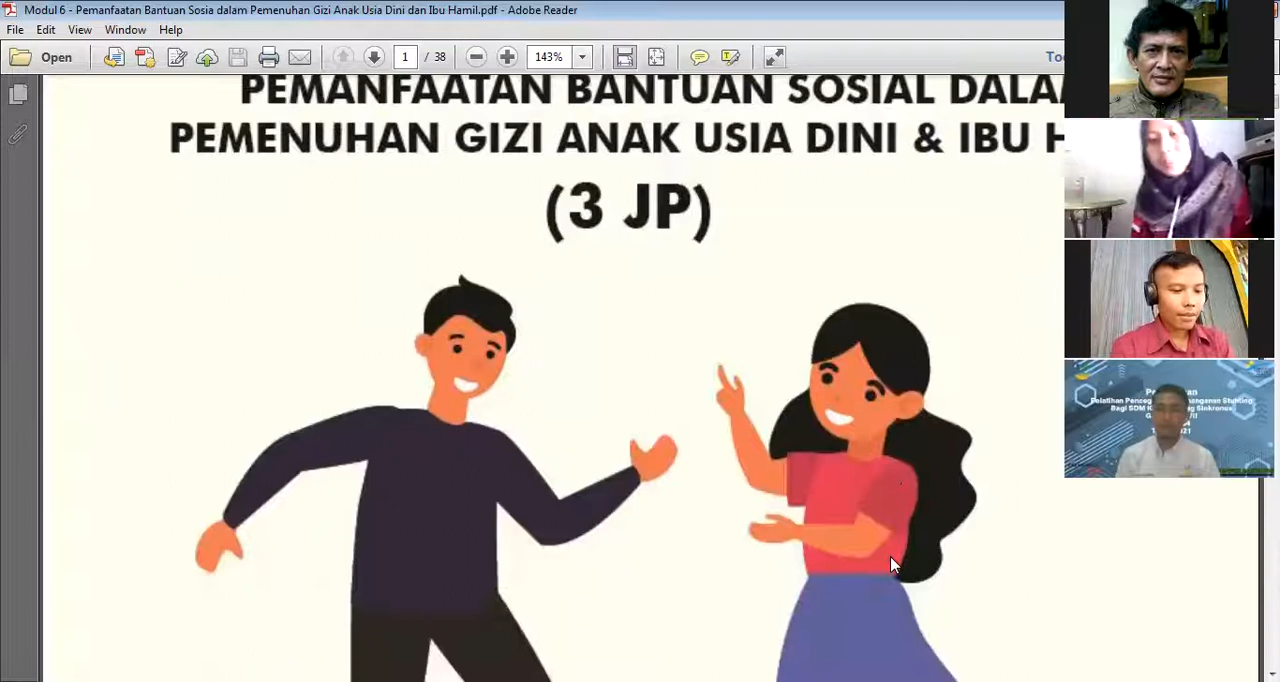 Modul 6 - Pemanfaatan Bantuan Sosia dalam Pemenuhan Gizi Anak Usia Dini dan Ibu Hamil.pdf - Adobe Reader
File Edit View Window Help
Open 1 / 38 143%
PEMANFAATAN BANTUAN SOSIAL DALA
PEMENUHAN GIZI ANAK USIA DINI & IBU H
(3 JP)